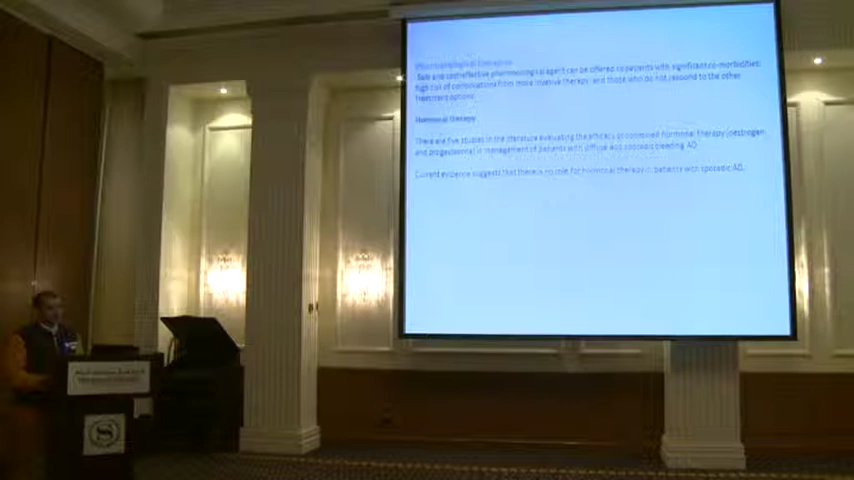 Pharmacological therapies
Safe and cost-effective pharmacological agent can be offered to patients with significant co-morbidities
high risk of complications from more invasive therapy and those who do not respond to the other
treatment options.
Hormonal therapy
There are five studies in the literature evaluating the efficacy of combined hormonal therapy (oestrogen
and progesterone) in management of patients with diffuse and chronic bleeding AD.
Current evidence suggests that there is no role for hormonal therapy in patients with sporadic AD.
S